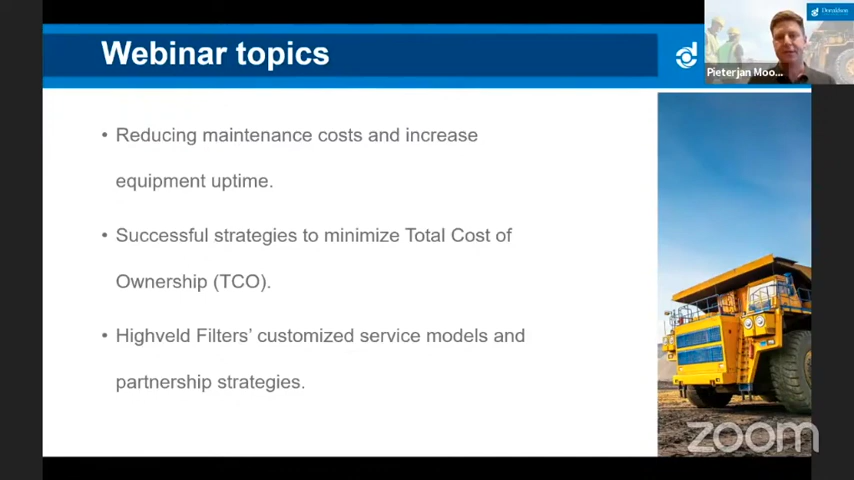 Webinar topics
Donaldson
Pieterjan Moo...
• Reducing maintenance costs and increase
equipment uptime.
• Successful strategies to minimize Total Cost of
Ownership (TCO).
• Highveld Filters' customized service models and
partnership strategies.
zoom